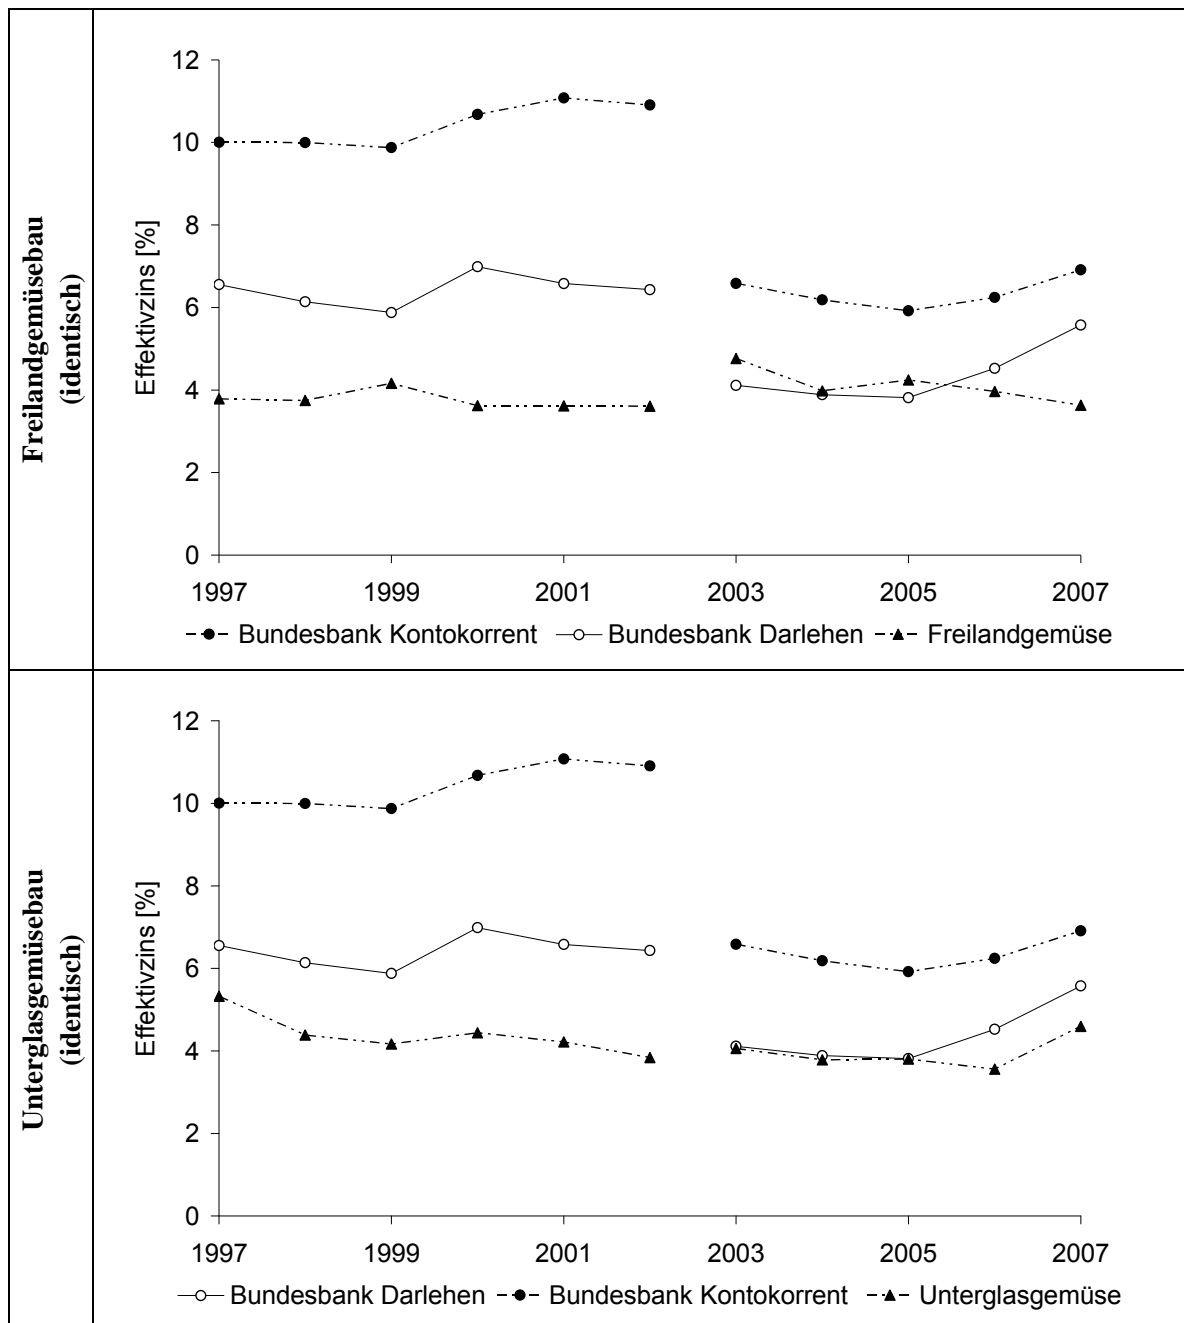 Freilandgemüsebau
(identisch)
Effektivzins [%]
12
10
8
6
4
2
0
1997 1999 2001 2003 2005 2007
Bundesbank Kontokorrent Bundesbank Darlehen Freilandgemüse
Unterglasgemüsebau
(identisch)
Effektivzins [%]
12
10
8
6
4
2
0
1997 1999 2001 2003 2005 2007
Bundesbank Darlehen Bundesbank Kontokorrent Unterglasgemüse